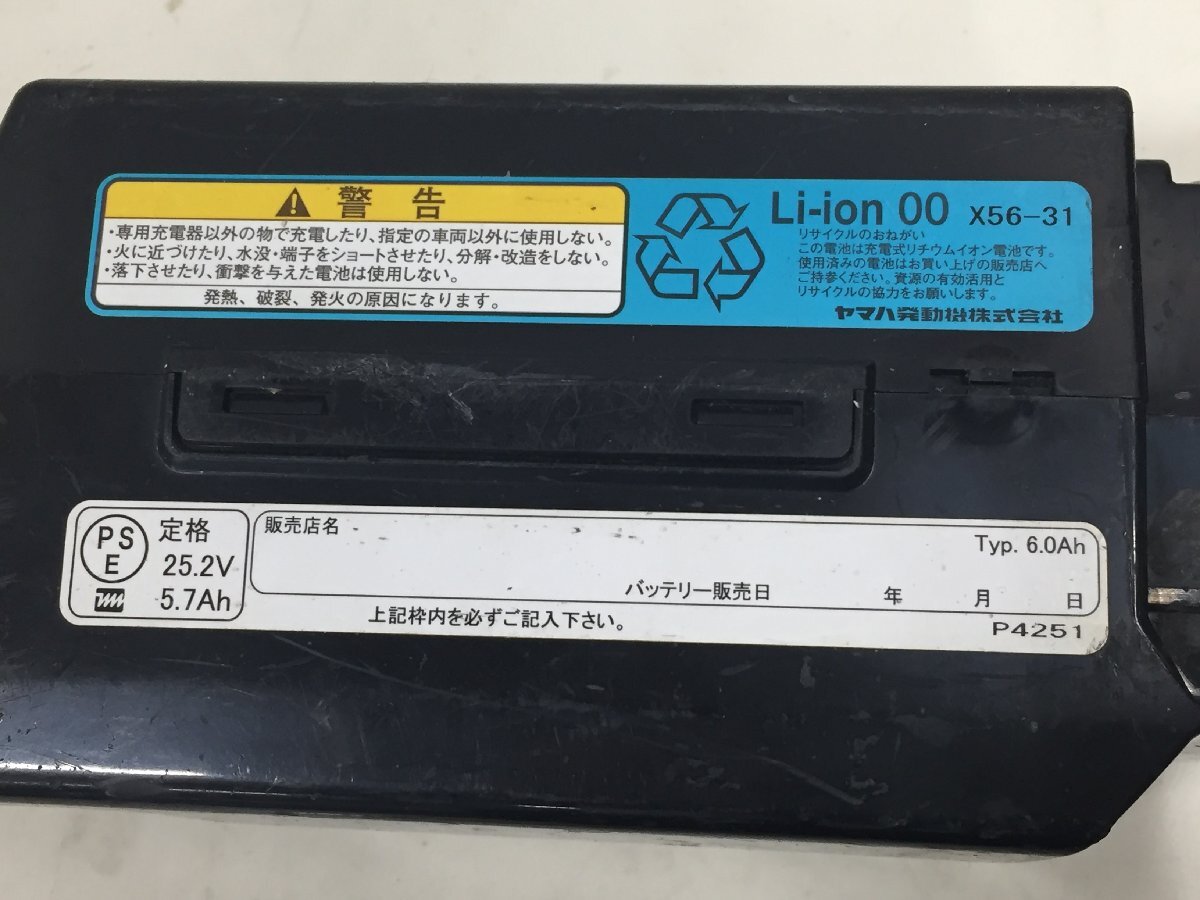 警告
・専用充電器以外の物で充電したり、指定の車両以外に使用しない。
・火に近づけたり、水没・端子をショートさせたり、分解・改造をしない。
・落下させたり、衝撃を与えた電池は使用しない。
発熱、破裂、発火の原因になります。
Li-ion 00 X56-31
リサイクルのおねがい
この電池は充電式リチウムイオン電池です。
使用済みの電池はお買い上げの販売店へ
ご持参ください。資源の有効活用と
リサイクルの協力をお願いします。
ヤマハ発動機株式会社
PS
E
定格
25.2V
5.7Ah
販売店名
Typ. 6.0Ah
バッテリー販売日 年 月 日
上記枠内を必ずご記入下さい。
P4251